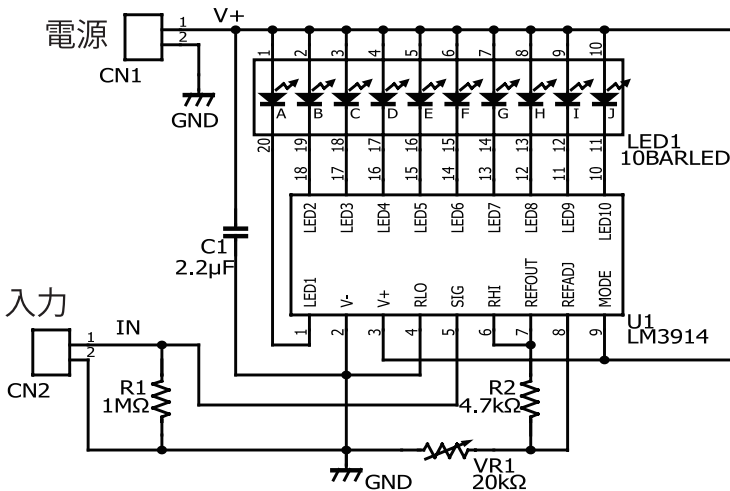 電源
1
2
CN1
V+
GND
1 2 3 4 5 6 7 8 9 10
A B C D E F G H I J
20 19 18 17 16 15 14 13 12 11
LED1
10BARLED
18 17 16 15 14 13 12 11 10
LED2 LED3 LED4 LED5 LED6 LED7 LED8 LED9 LED10
C1
2.2μF
LED1 V- V+ RLO SIG RHI REFOUT REFADJ MODE
1 2 3 4 5 6 7 8 9
U1
LM3914
入力
1
2
IN
CN2
R1
1MΩ
R2
4.7kΩ
GND
VR1
20kΩ